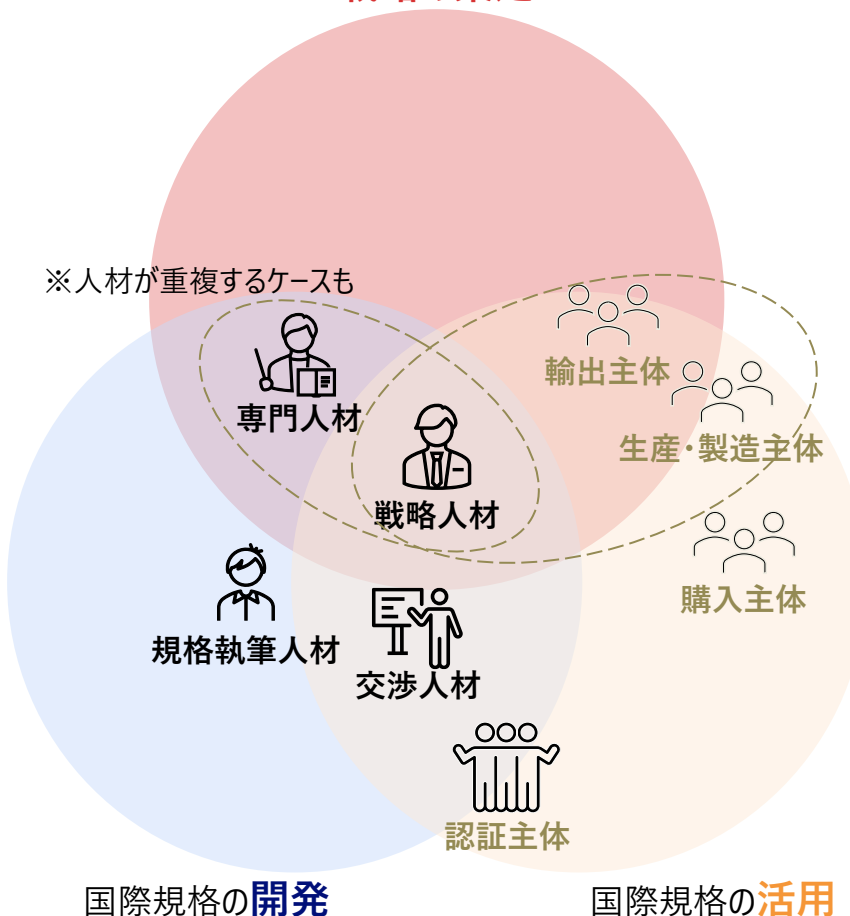 ※人材が重複するケースも
専門人材
輸出主体
生産・製造主体
戦略人材
購入主体
規格執筆人材
交渉人材
認証主体
国際規格の開発
国際規格の活用